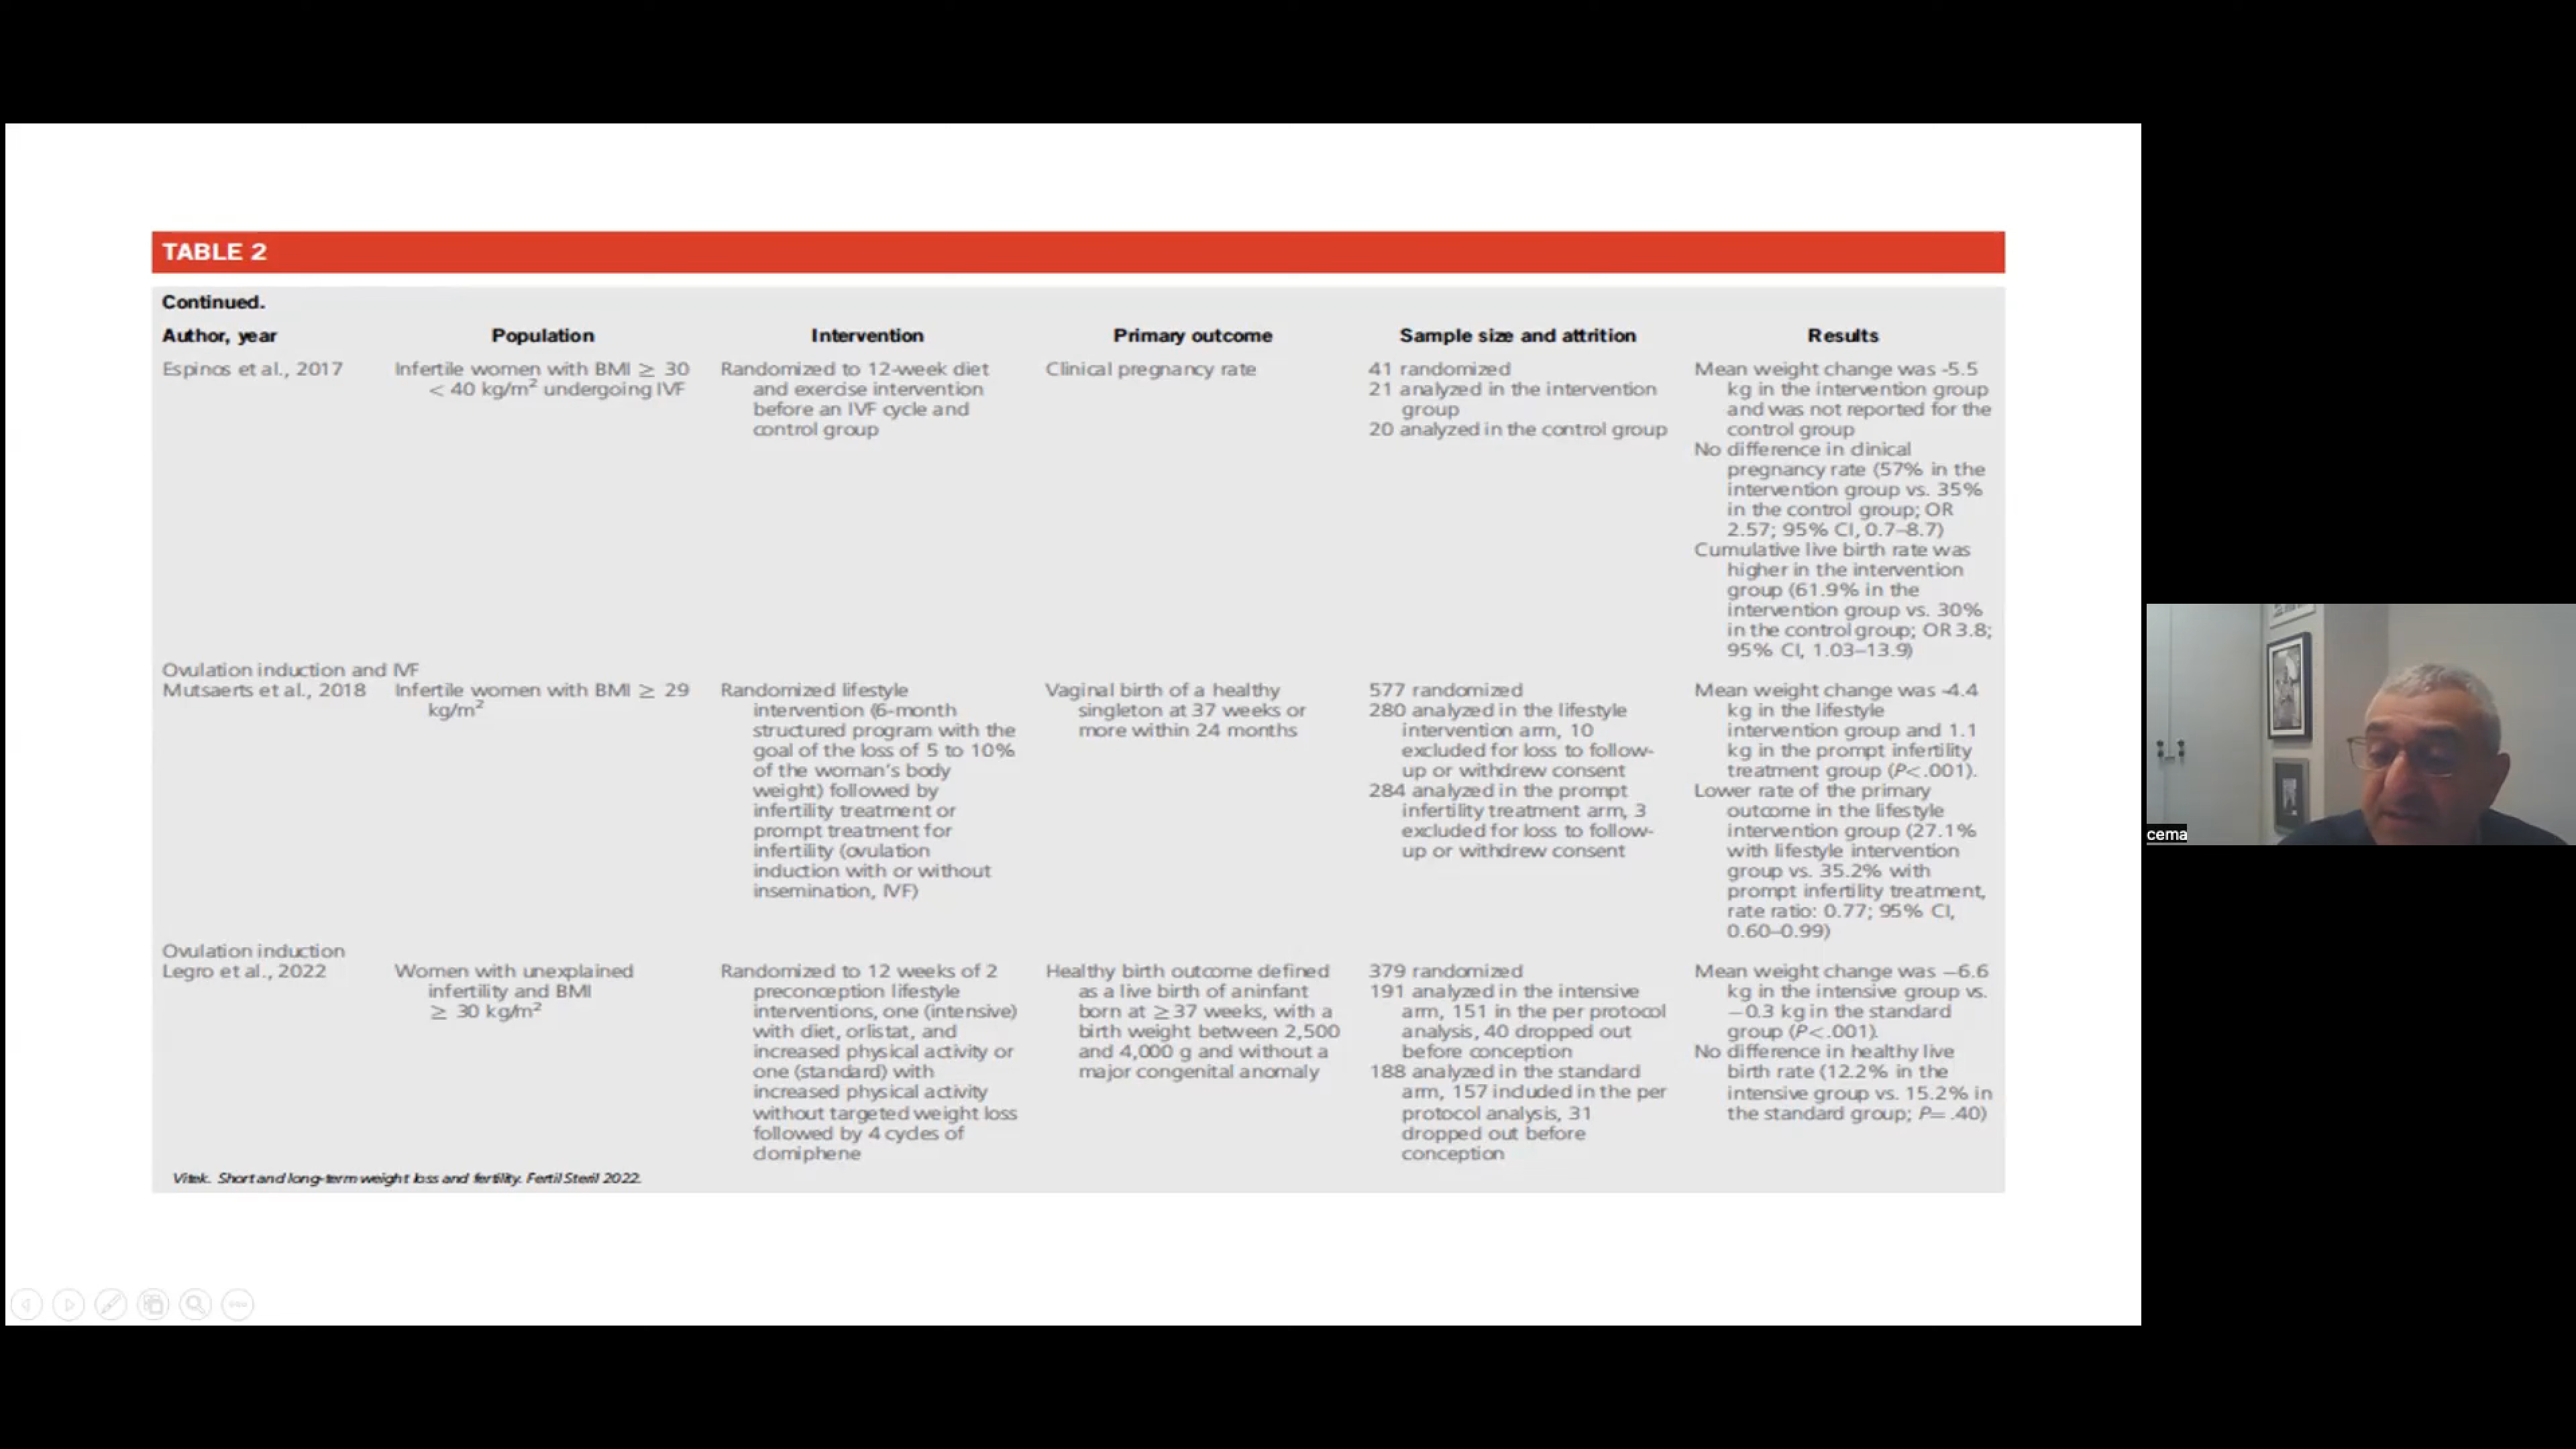 TABLE 2
Continued.
Author, year
Population
Intervention
Primary outcome
Sample size and attrition
Results
Espinos et al., 2017
Infertile women with BMI ≥ 30
< 40 kg/m² undergoing IVF
Randomized to 12-week diet
and exercise intervention
before an IVF cycle and
control group
Clinical pregnancy rate
41 randomized
21 analyzed in the intervention
group
20 analyzed in the control group
Mean weight change was -5.5
kg in the intervention group
and was not reported for the
control group
No difference in clinical
pregnancy rate (57% in the
intervention group vs. 35%
in the control group; OR
2.57; 95% CI, 0.7–8.7)
Cumulative live birth rate was
higher in the intervention
group (61.9% in the
intervention group vs. 30%
in the control group; OR 3.8;
95% CI, 1.03–13.9)
Ovulation induction and IVF
Mutsaerts et al., 2018
Infertile women with BMI ≥ 29
kg/m²
Randomized lifestyle
intervention (6-month
structured program with the
goal of the loss of 5 to 10%
of the woman's body
weight) followed by
infertility treatment or
prompt treatment for
infertility (ovulation
induction with or without
insemination, IVF)
Vaginal birth of a healthy
singleton at 37 weeks or
more within 24 months
577 randomized
280 analyzed in the lifestyle
intervention arm, 10
excluded for loss to follow-
up or withdrew consent
284 analyzed in the prompt
infertility treatment arm, 3
excluded for loss to follow-
up or withdrew consent
Mean weight change was -4.4
kg in the lifestyle
intervention group and 1.1
kg in the prompt infertility
treatment group (P<.001).
Lower rate of the primary
outcome in the lifestyle
intervention group (27.1%
with lifestyle intervention
group vs. 35.2% with
prompt infertility treatment,
rate ratio: 0.77; 95% CI,
0.60–0.99)
Ovulation induction
Legro et al., 2022
Women with unexplained
infertility and BMI
≥ 30 kg/m²
Randomized to 12 weeks of 2
preconception lifestyle
interventions, one (intensive)
with diet, orlistat, and
increased physical activity or
one (standard) with
increased physical activity
without targeted weight loss
followed by 4 cycles of
clomiphene
Healthy birth outcome defined
as a live birth of aninfant
born at ≥37 weeks, with a
birth weight between 2,500
and 4,000 g and without a
major congenital anomaly
379 randomized
191 analyzed in the intensive
arm, 151 in the per protocol
analysis, 40 dropped out
before conception
188 analyzed in the standard
arm, 157 included in the per
protocol analysis, 31
dropped out before
conception
Mean weight change was −6.6
kg in the intensive group vs.
−0.3 kg in the standard
group (P<.001).
No difference in healthy live
birth rate (12.2% in the
intensive group vs. 15.2% in
the standard group; P= .40)
Vitek. Short and long-term weight loss and fertility. Fertil Steril 2022.
cema